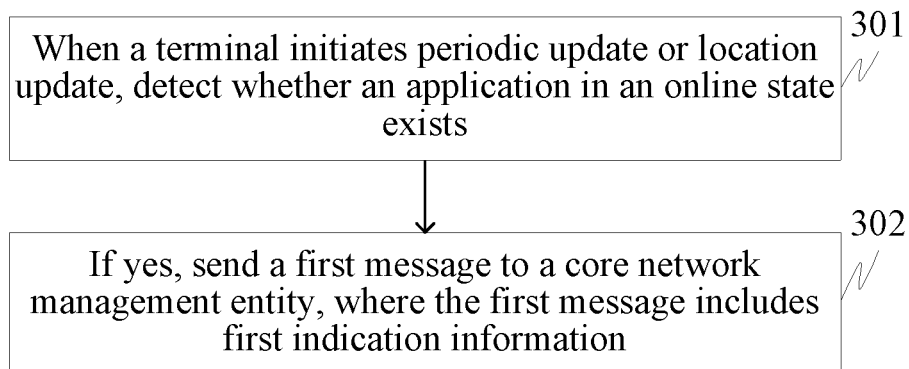 301
When a terminal initiates periodic update or location
update, detect whether an application in an online state
exists
302
If yes, send a first message to a core network
management entity, where the first message includes
first indication information